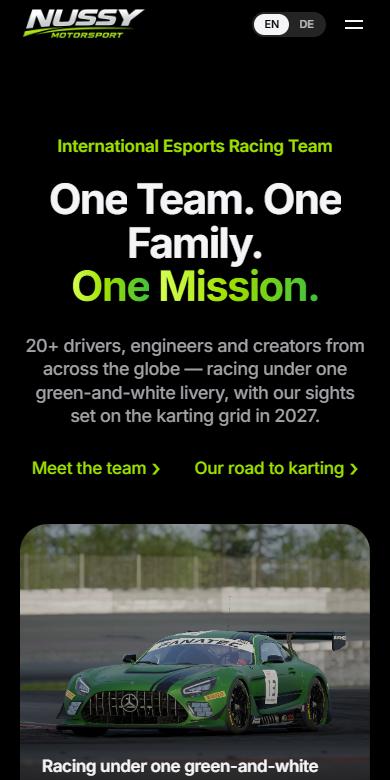 NUSSY
MOTORSPORT
EN DE
International Esports Racing Team
One Team. One
Family.
One Mission.
20+ drivers, engineers and creators from
across the globe — racing under one
green-and-white livery, with our sights
set on the karting grid in 2027.
Meet the team › Our road to karting ›
FANATEC
13
Racing under one green-and-white